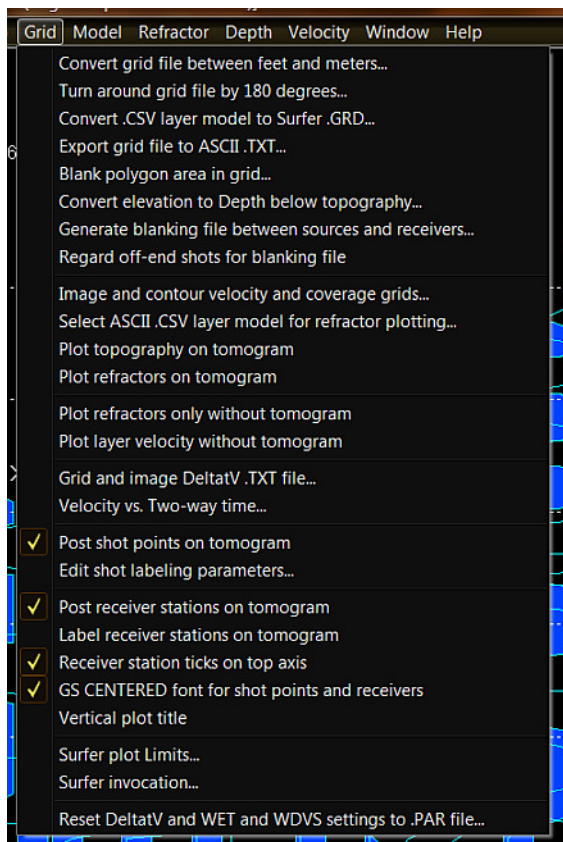 Grid Model Refractor Depth Velocity Window Help
Convert grid file between feet and meters...
Turn around grid file by 180 degrees...
Convert .CSV layer model to Surfer .GRD...
Export grid file to ASCII .TXT...
Blank polygon area in grid...
Convert elevation to Depth below topography...
Generate blanking file between sources and receivers...
Regard off-end shots for blanking file
Image and contour velocity and coverage grids...
Select ASCII .CSV layer model for refractor plotting...
Plot topography on tomogram
Plot refractors on tomogram
Plot refractors only without tomogram
Plot layer velocity without tomogram
Grid and image DeltatV .TXT file...
Velocity vs. Two-way time...
Post shot points on tomogram
Edit shot labeling parameters...
Post receiver stations on tomogram
Label receiver stations on tomogram
Receiver station ticks on top axis
GS CENTERED font for shot points and receivers
Vertical plot title
Surfer plot Limits...
Surfer invocation...
Reset DeltatV and WET and WDVS settings to .PAR file...